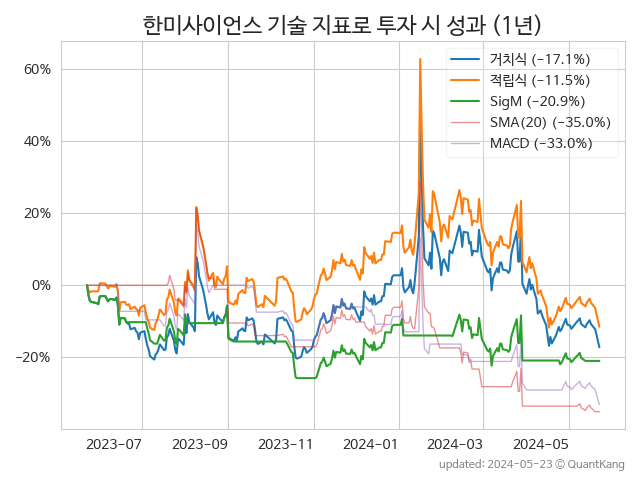 한미사이언스 기술 지표로 투자 시 성과 (1년)
60%
40%
20%
0%
−20%
거치식 (−17.1%)
적립식 (−11.5%)
SigM (−20.9%)
SMA(20) (−35.0%)
MACD (−33.0%)
2023-07
2023-09
2023-11
2024-01
2024-03
2024-05
updated: 2024-05-23 © QuantKang